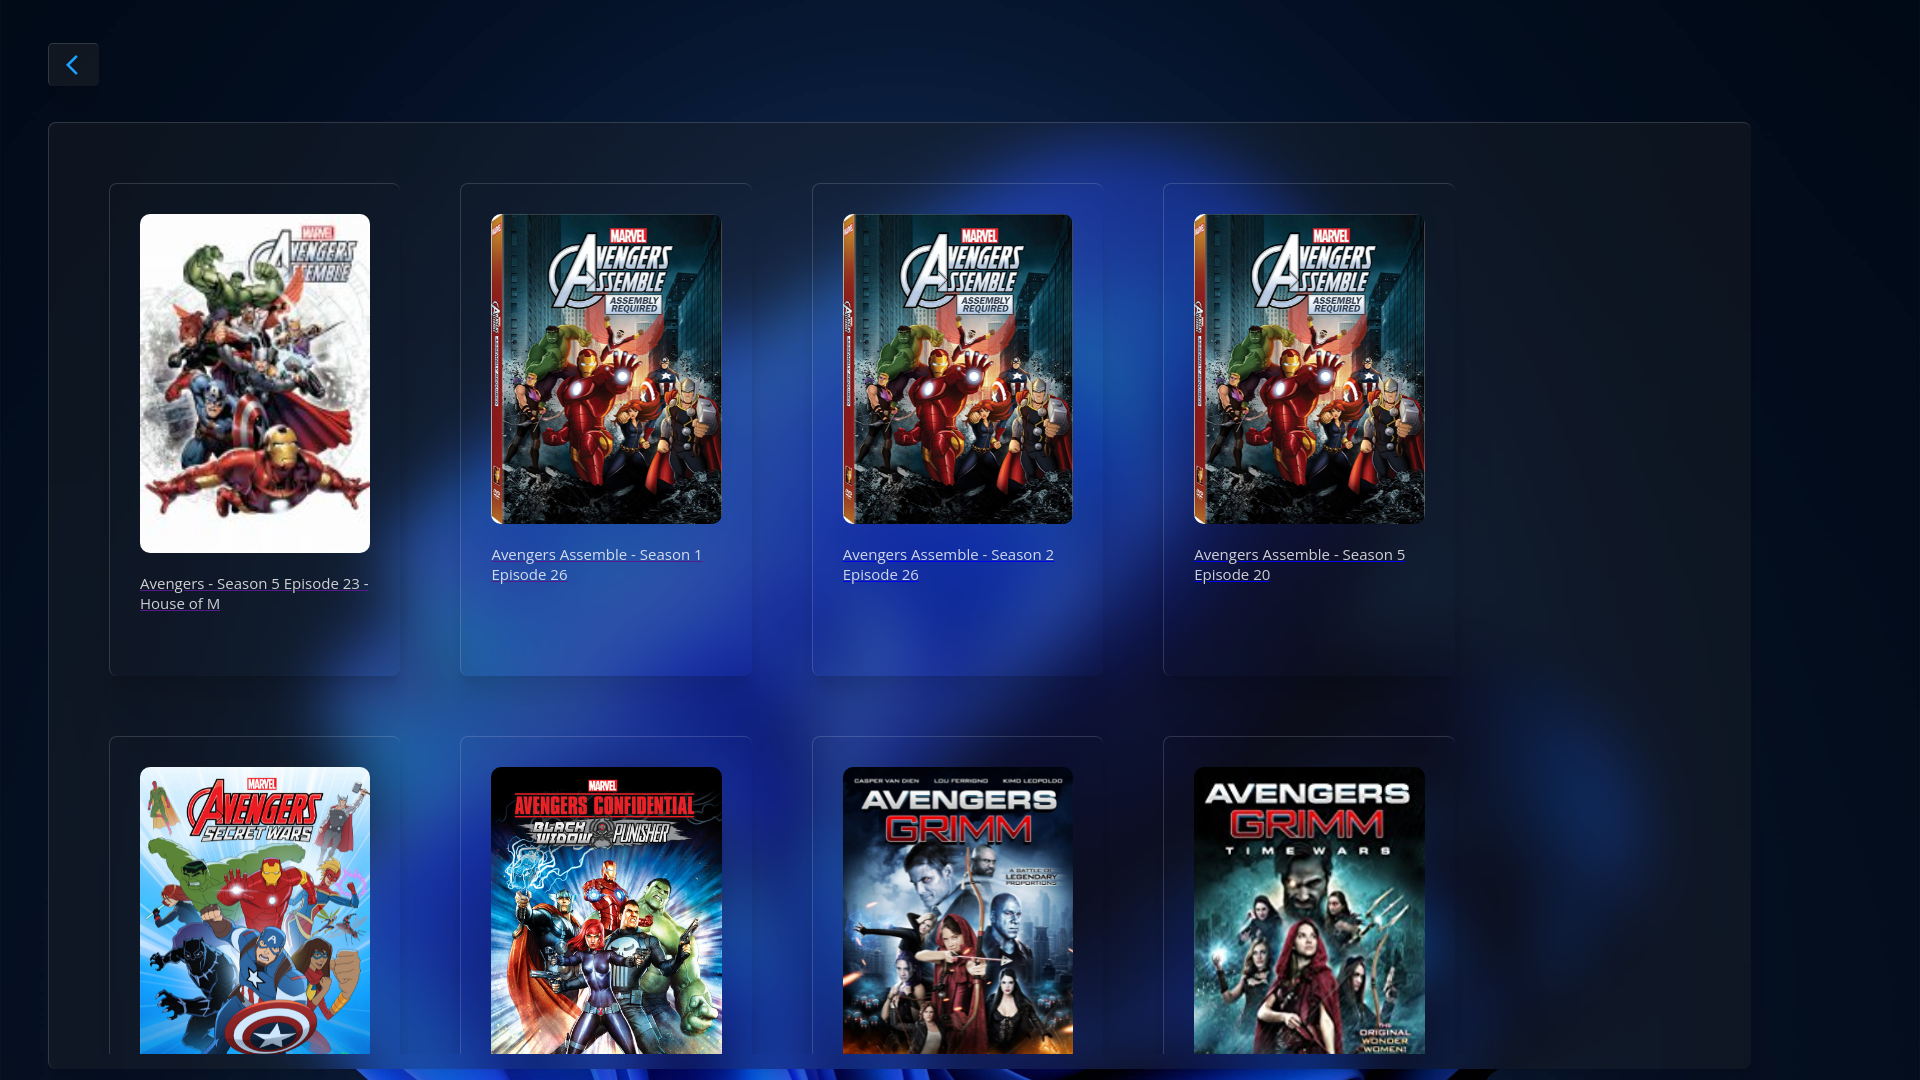 MARVEL
AVENGERS
ASSEMBLE
Avengers - Season 5 Episode 23 -
House of M
MARVEL
AVENGERS
ASSEMBLE
ASSEMBLY
REQUIRED
Avengers Assemble - Season 1
Episode 26
MARVEL
AVENGERS
ASSEMBLE
ASSEMBLY
REQUIRED
Avengers Assemble - Season 2
Episode 26
MARVEL
AVENGERS
ASSEMBLE
ASSEMBLY
REQUIRED
Avengers Assemble - Season 5
Episode 20
MARVEL
AVENGERS
SECRET WARS
MARVEL
AVENGERS CONFIDENTIAL
BLACK
WIDOW
PUNISHER
CASPER VAN DIEN LOU FERRIGNO KIMO LEOPOLDO
AVENGERS
GRIMM
A BATTLE OF
LEGENDARY
PROPORTIONS
AVENGERS
GRIMM
TIME WARS
THE
ORIGINAL
WONDER
WOMEN!